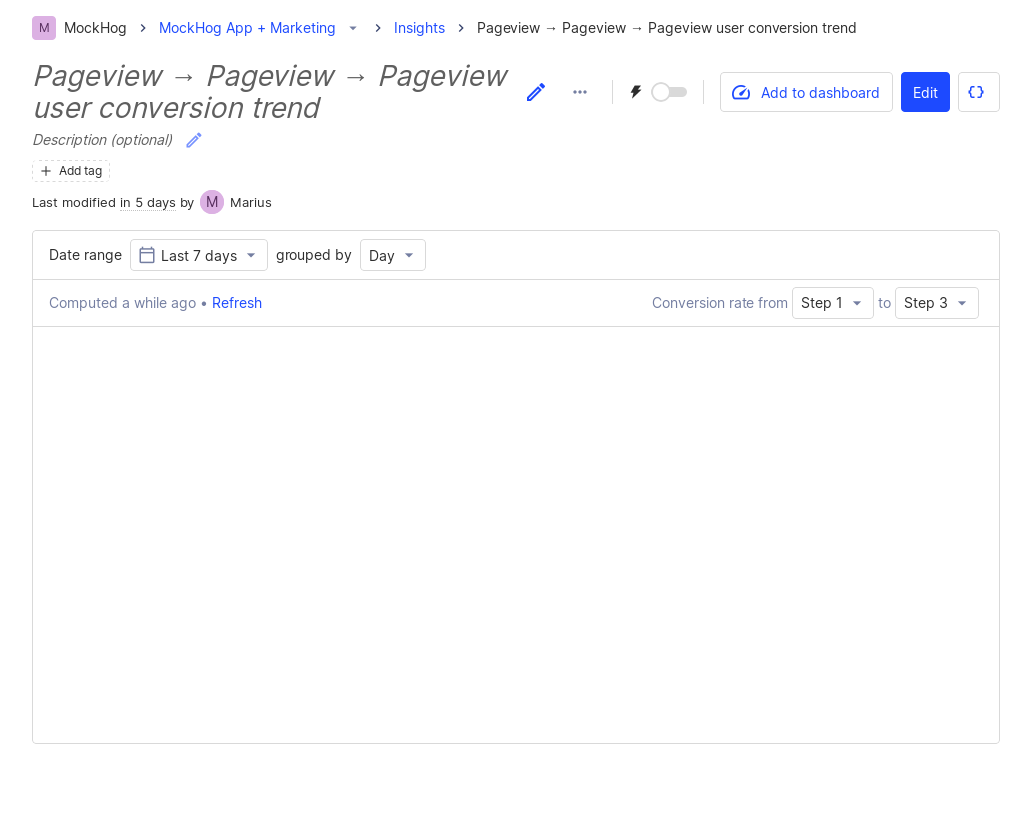 M MockHog MockHog App + Marketing Insights Pageview → Pageview → Pageview user conversion trend
Pageview → Pageview → Pageview
user conversion trend
Add to dashboard Edit {}
Description (optional)
+ Add tag
Last modified in 5 days by M Marius
Date range Last 7 days grouped by Day
Computed a while ago • Refresh Conversion rate from Step 1 to Step 3